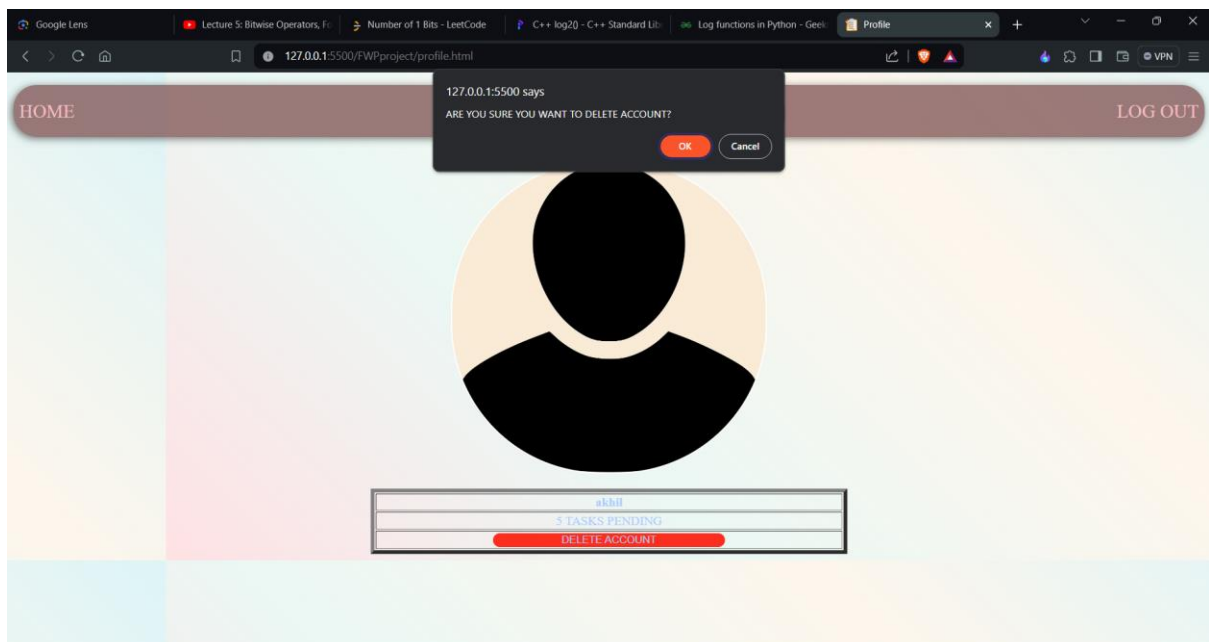 Google Lens
Lecture 5: Bitwise Operators, Fo
Number of 1 Bits - LeetCode
C++ log2() - C++ Standard Lib
Log functions in Python - Geek
Profile
127.0.0.1:5500/FWPproject/profile.html
VPN
127.0.0.1:5500 says
ARE YOU SURE YOU WANT TO DELETE ACCOUNT?
OK Cancel
HOME LOG OUT
akhil
5 TASKS PENDING
DELETE ACCOUNT